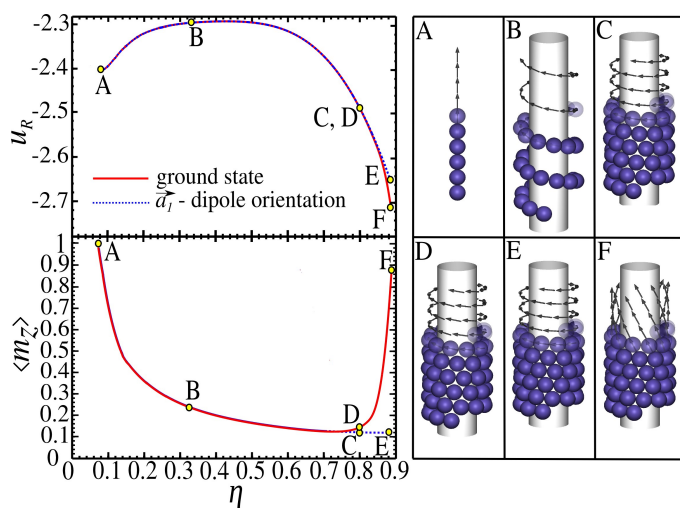 -2.3
-2.4
-2.5
-2.6
-2.7
u_R
A
B
C, D
E
F
ground state
a_1 - dipole orientation
1
0.9
0.8
0.7
0.6
0.5
0.4
0.3
0.2
0.1
0
⟨m_Z⟩
A
B
D
C
E
F
0 0.1 0.2 0.3 0.4 0.5 0.6 0.7 0.8 0.9
η
A B C
D E F